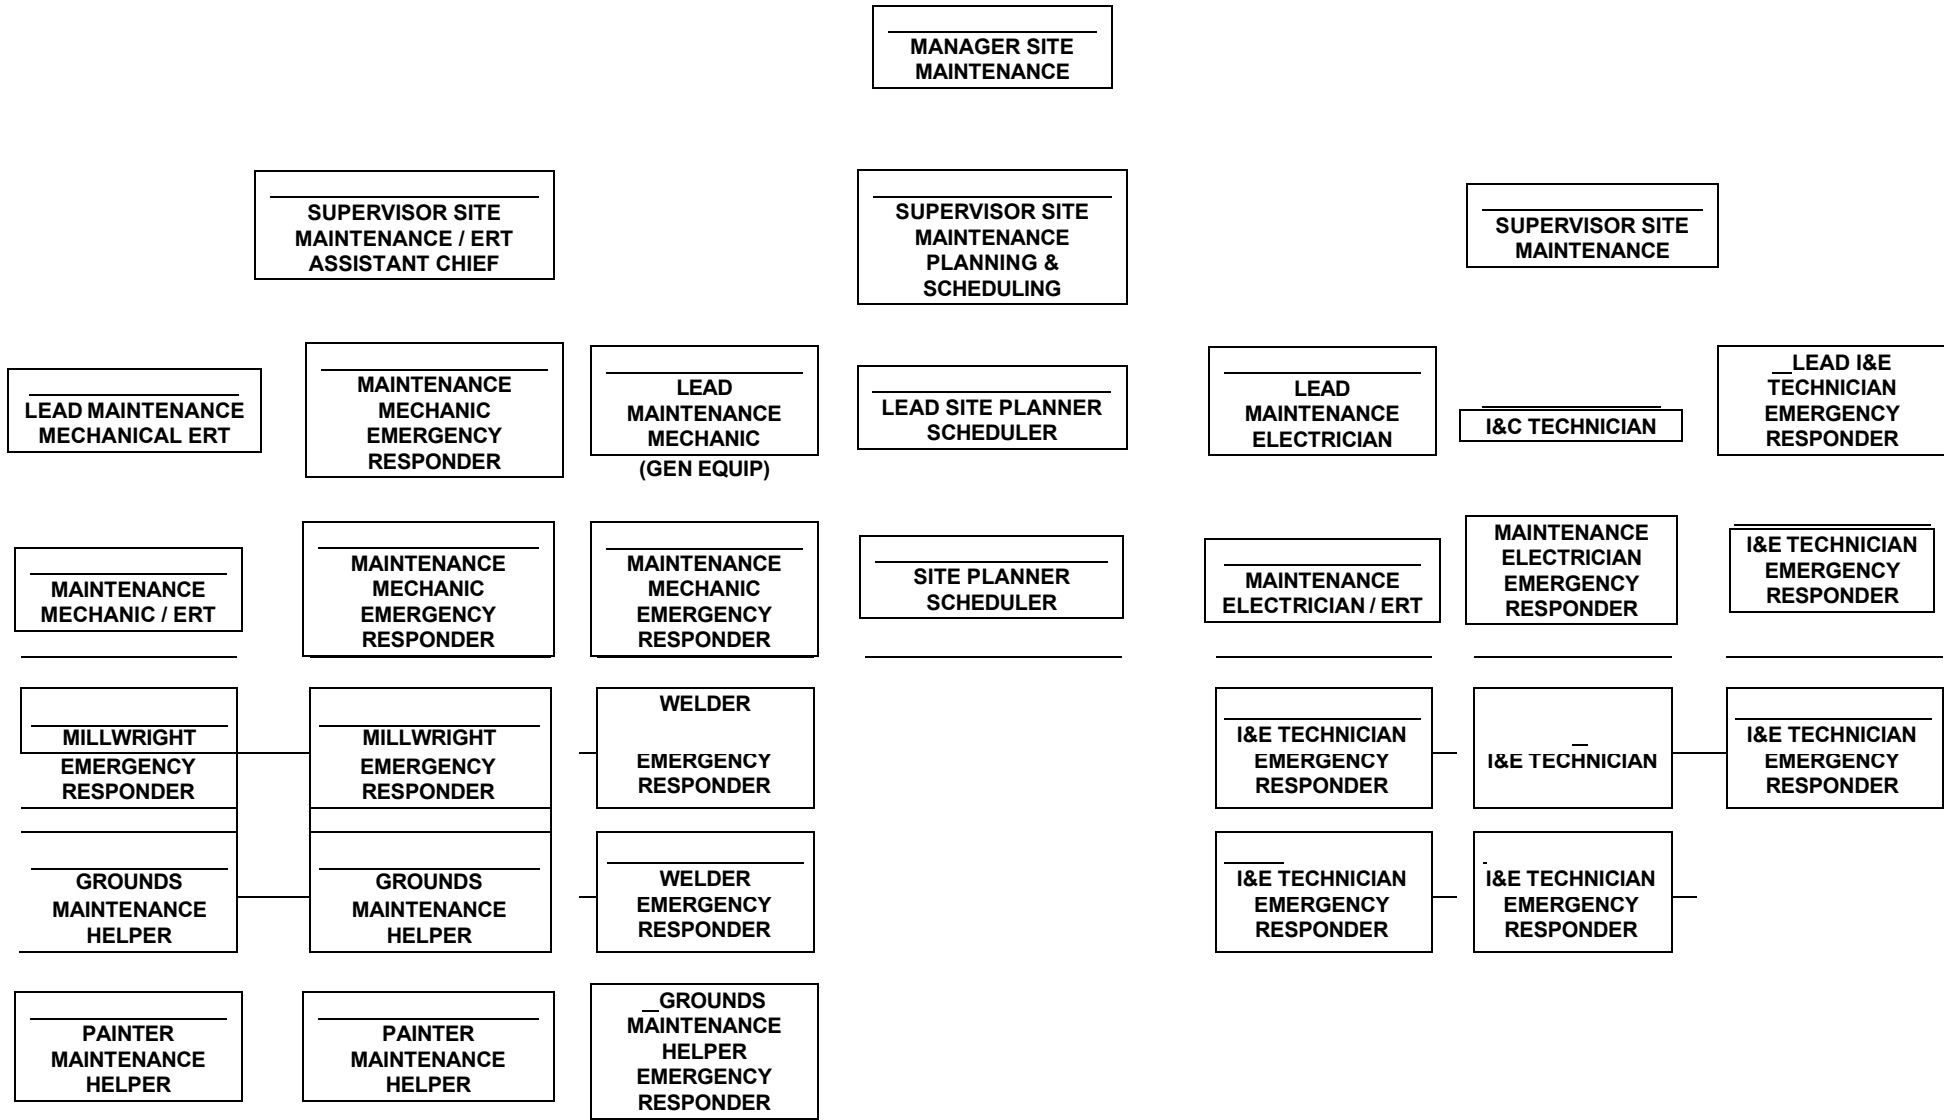 MANAGER SITE
MAINTENANCE
SUPERVISOR SITE
MAINTENANCE / ERT
ASSISTANT CHIEF
SUPERVISOR SITE
MAINTENANCE
PLANNING &
SCHEDULING
SUPERVISOR SITE
MAINTENANCE
LEAD MAINTENANCE
MECHANICAL ERT
MAINTENANCE
MECHANIC
EMERGENCY
RESPONDER
LEAD
MAINTENANCE
MECHANIC
(GEN EQUIP)
LEAD SITE PLANNER
SCHEDULER
LEAD
MAINTENANCE
ELECTRICIAN
I&C TECHNICIAN
LEAD I&E
TECHNICIAN
EMERGENCY
RESPONDER
MAINTENANCE
MECHANIC / ERT
MAINTENANCE
MECHANIC
EMERGENCY
RESPONDER
MAINTENANCE
MECHANIC
EMERGENCY
RESPONDER
SITE PLANNER
SCHEDULER
MAINTENANCE
ELECTRICIAN / ERT
MAINTENANCE
ELECTRICIAN
EMERGENCY
RESPONDER
I&E TECHNICIAN
EMERGENCY
RESPONDER
MILLWRIGHT
EMERGENCY
RESPONDER
MILLWRIGHT
EMERGENCY
RESPONDER
WELDER
EMERGENCY
RESPONDER
I&E TECHNICIAN
EMERGENCY
RESPONDER
I&E TECHNICIAN
I&E TECHNICIAN
EMERGENCY
RESPONDER
GROUNDS
MAINTENANCE
HELPER
GROUNDS
MAINTENANCE
HELPER
WELDER
EMERGENCY
RESPONDER
I&E TECHNICIAN
EMERGENCY
RESPONDER
I&E TECHNICIAN
EMERGENCY
RESPONDER
PAINTER
MAINTENANCE
HELPER
PAINTER
MAINTENANCE
HELPER
GROUNDS
MAINTENANCE
HELPER
EMERGENCY
RESPONDER